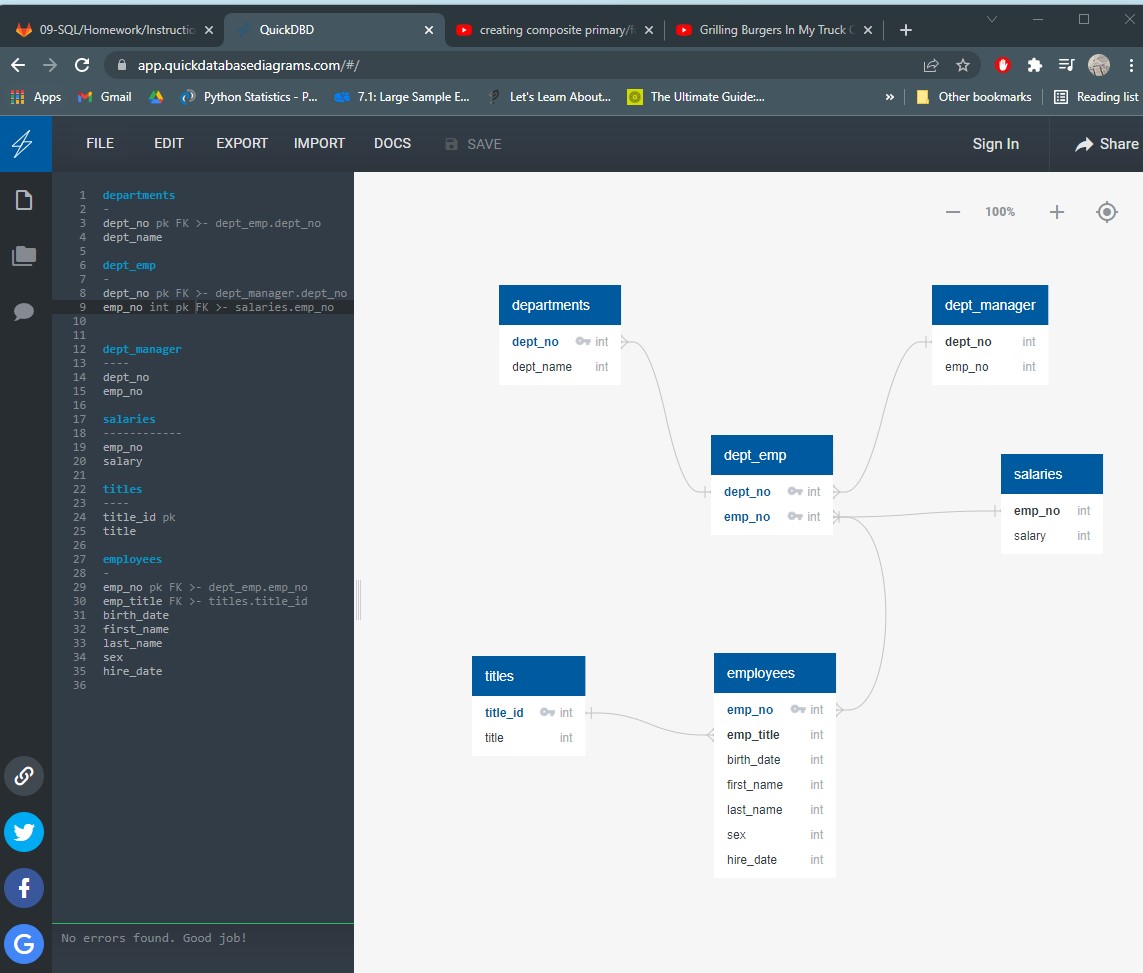 09-SQL/Homework/Instructio
QuickDBD
creating composite primary/f
Grilling Burgers In My Truck C
app.quickdatabasediagrams.com/#/
Apps
Gmail
Python Statistics - P...
7.1: Large Sample E...
Let's Learn About...
The Ultimate Guide:...
»
Other bookmarks
Reading list
FILE
EDIT
EXPORT
IMPORT
DOCS
SAVE
Sign In
Share
1 departments
2 -
3 dept_no pk FK >- dept_emp.dept_no
4 dept_name
5
6 dept_emp
7 -
8 dept_no pk FK >- dept_manager.dept_no
9 emp_no int pk FK >- salaries.emp_no
10
11
12 dept_manager
13 ----
14 dept_no
15 emp_no
16
17 salaries
18 ------------
19 emp_no
20 salary
21
22 titles
23 ----
24 title_id pk
25 title
26
27 employees
28 -
29 emp_no pk FK >- dept_emp.emp_no
30 emp_title FK >- titles.title_id
31 birth_date
32 first_name
33 last_name
34 sex
35 hire_date
36
No errors found. Good job!
100%
departments
dept_no int
dept_name int
dept_manager
dept_no int
emp_no int
dept_emp
dept_no int
emp_no int
salaries
emp_no int
salary int
titles
title_id int
title int
employees
emp_no int
emp_title int
birth_date int
first_name int
last_name int
sex int
hire_date int